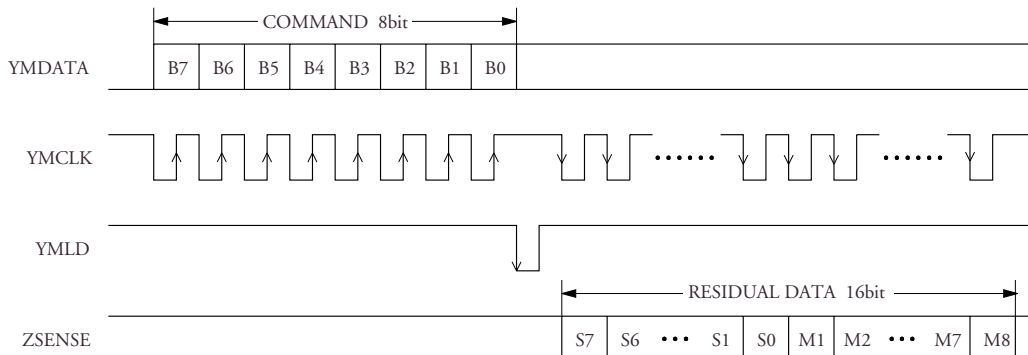 COMMAND 8bit
YMDATA B7 B6 B5 B4 B3 B2 B1 B0
YMCLK •••••• ••••••
YMLD
RESIDUAL DATA 16bit
ZSENSE S7 S6 ••• S1 S0 M1 M2 ••• M7 M8